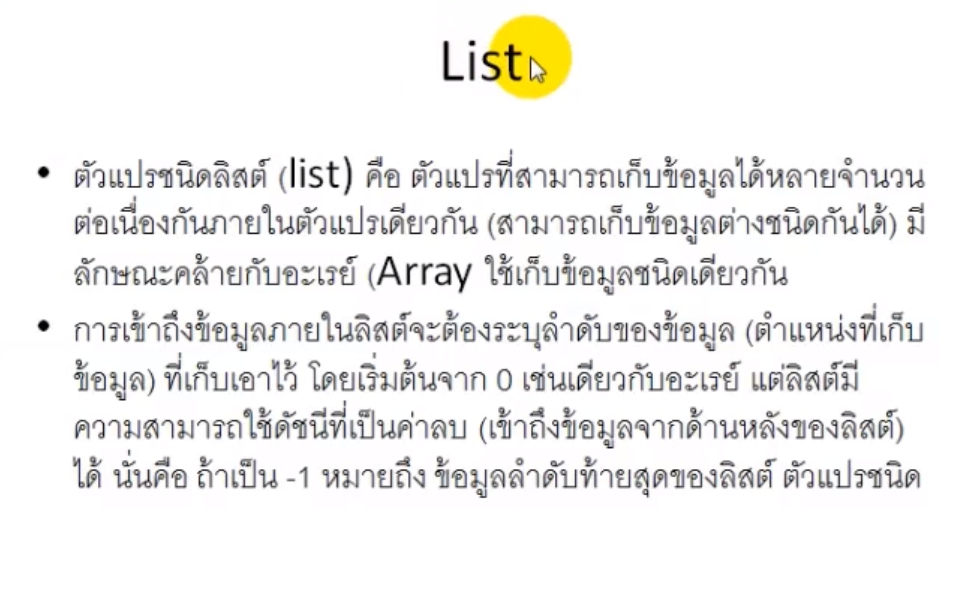 List
• ตัวแปรชนิดลิสต์ (list) คือ ตัวแปรที่สามารถเก็บข้อมูลได้หลายจำนวน
ต่อเนื่องกันภายในตัวแปรเดียวกัน (สามารถเก็บข้อมูลต่างชนิดกันได้) มี
ลักษณะคล้ายกับอะเรย์ (Array ใช้เก็บข้อมูลชนิดเดียวกัน
• การเข้าถึงข้อมูลภายในลิสต์จะต้องระบุลำดับของข้อมูล (ตำแหน่งที่เก็บ
ข้อมูล) ที่เก็บเอาไว้ โดยเริ่มต้นจาก 0 เช่นเดียวกับอะเรย์ แต่ลิสต์มี
ความสามารถใช้ดัชนีที่เป็นค่าลบ (เข้าถึงข้อมูลจากด้านหลังของลิสต์)
ได้ นั่นคือ ถ้าเป็น -1 หมายถึง ข้อมูลลำดับท้ายสุดของลิสต์ ตัวแปรชนิด